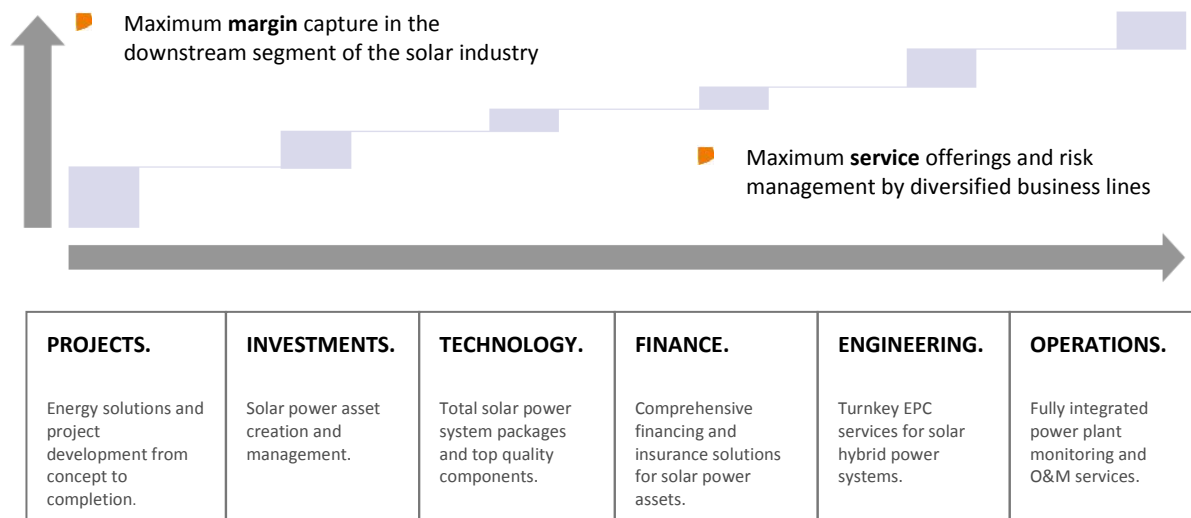 Maximum margin capture in the
downstream segment of the solar industry
Maximum service offerings and risk
management by diversified business lines
PROJECTS.
Energy solutions and
project
development from
concept to
completion.
INVESTMENTS.
Solar power asset
creation and
management.
TECHNOLOGY.
Total solar power
system packages
and top quality
components.
FINANCE.
Comprehensive
financing and
insurance solutions
for solar power
assets.
ENGINEERING.
Turnkey EPC
services for solar
hybrid power
systems.
OPERATIONS.
Fully integrated
power plant
monitoring and
O&M services.